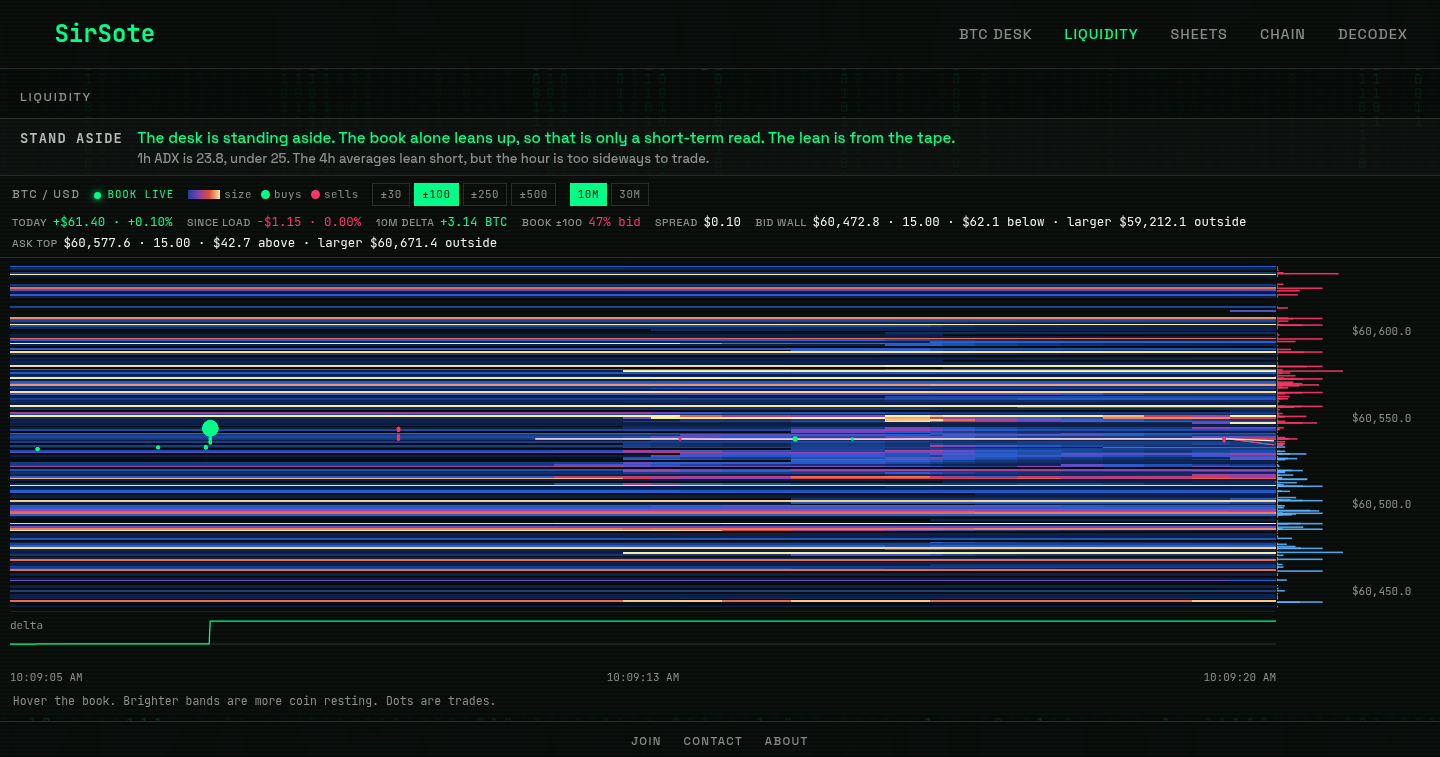 SirSote
BTC DESK LIQUIDITY SHEETS CHAIN DECODEX
LIQUIDITY
STAND ASIDE The desk is standing aside. The book alone leans up, so that is only a short-term read. The lean is from the tape.
1h ADX is 23.8, under 25. The 4h averages lean short, but the hour is too sideways to trade.
BTC / USD BOOK LIVE size buys sells ±30 ±100 ±250 ±500 10M 30M
TODAY +$61.40 · +0.10% SINCE LOAD -$1.15 · 0.00% 10M DELTA +3.14 BTC BOOK ±100 47% bid SPREAD $0.10 BID WALL $60,472.8 · 15.00 · $62.1 below · larger $59,212.1 outside
ASK TOP $60,577.6 · 15.00 · $42.7 above · larger $60,671.4 outside
$60,600.0
$60,550.0
$60,500.0
$60,450.0
delta
10:09:05 AM 10:09:13 AM 10:09:20 AM
Hover the book. Brighter bands are more coin resting. Dots are trades.
JOIN CONTACT ABOUT